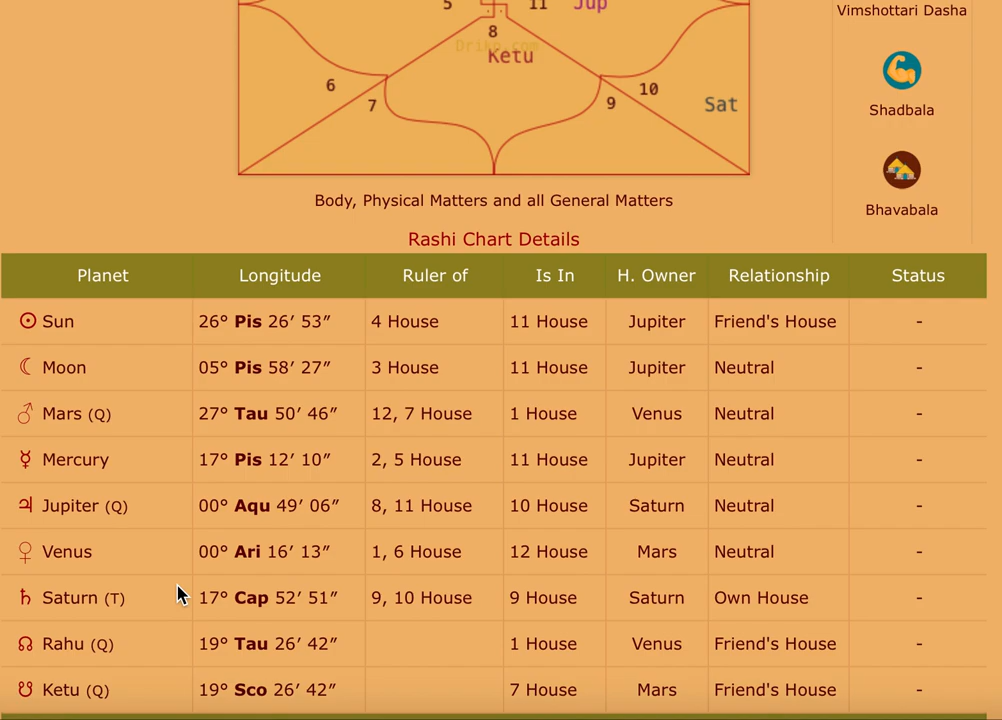 5 11 Jup
8
Drikp.com
Ketu
6 10
7 9 Sat
Body, Physical Matters and all General Matters
Vimshottari Dasha
Shadbala
Bhavabala
Rashi Chart Details
Planet Longitude Ruler of Is In H. Owner Relationship Status
☉ Sun 26° Pis 26′ 53″ 4 House 11 House Jupiter Friend's House -
☾ Moon 05° Pis 58′ 27″ 3 House 11 House Jupiter Neutral -
♂ Mars (Q) 27° Tau 50′ 46″ 12, 7 House 1 House Venus Neutral -
☿ Mercury 17° Pis 12′ 10″ 2, 5 House 11 House Jupiter Neutral -
♃ Jupiter (Q) 00° Aqu 49′ 06″ 8, 11 House 10 House Saturn Neutral -
♀ Venus 00° Ari 16′ 13″ 1, 6 House 12 House Mars Neutral -
♄ Saturn (T) 17° Cap 52′ 51″ 9, 10 House 9 House Saturn Own House -
☊ Rahu (Q) 19° Tau 26′ 42″ 1 House Venus Friend's House -
☋ Ketu (Q) 19° Sco 26′ 42″ 7 House Mars Friend's House -